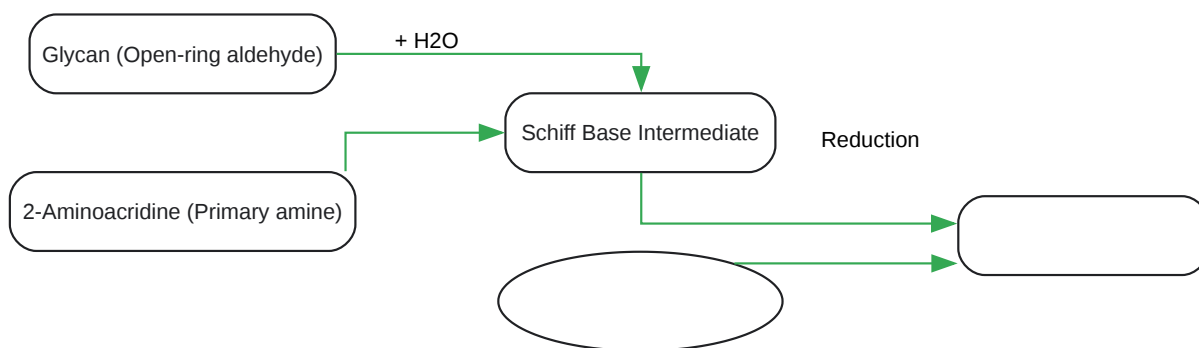 Glycan (Open-ring aldehyde)
+ H2O
Schiff Base Intermediate
Reduction
2-Aminoacridine (Primary amine)